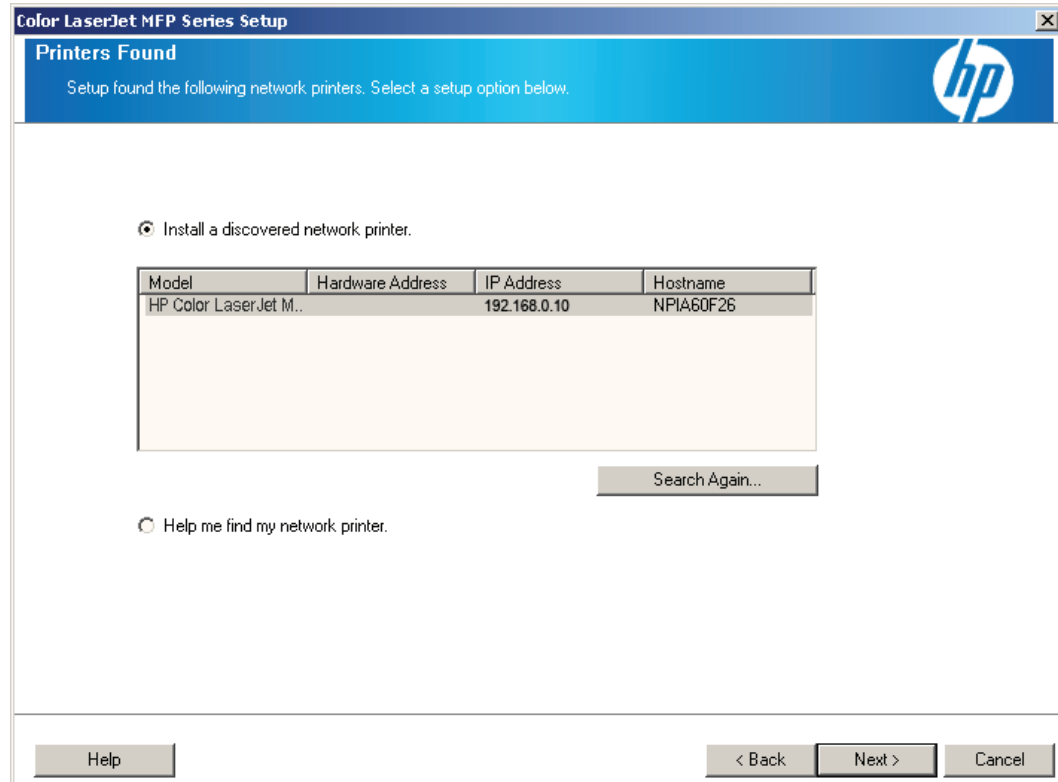 Color LaserJet MFP Series Setup
Printers Found
Setup found the following network printers. Select a setup option below.
hp
Install a discovered network printer.
Model Hardware Address IP Address Hostname
HP Color LaserJet M.. 192.168.0.10 NPIA60F26
Search Again...
Help me find my network printer.
Help < Back Next > Cancel